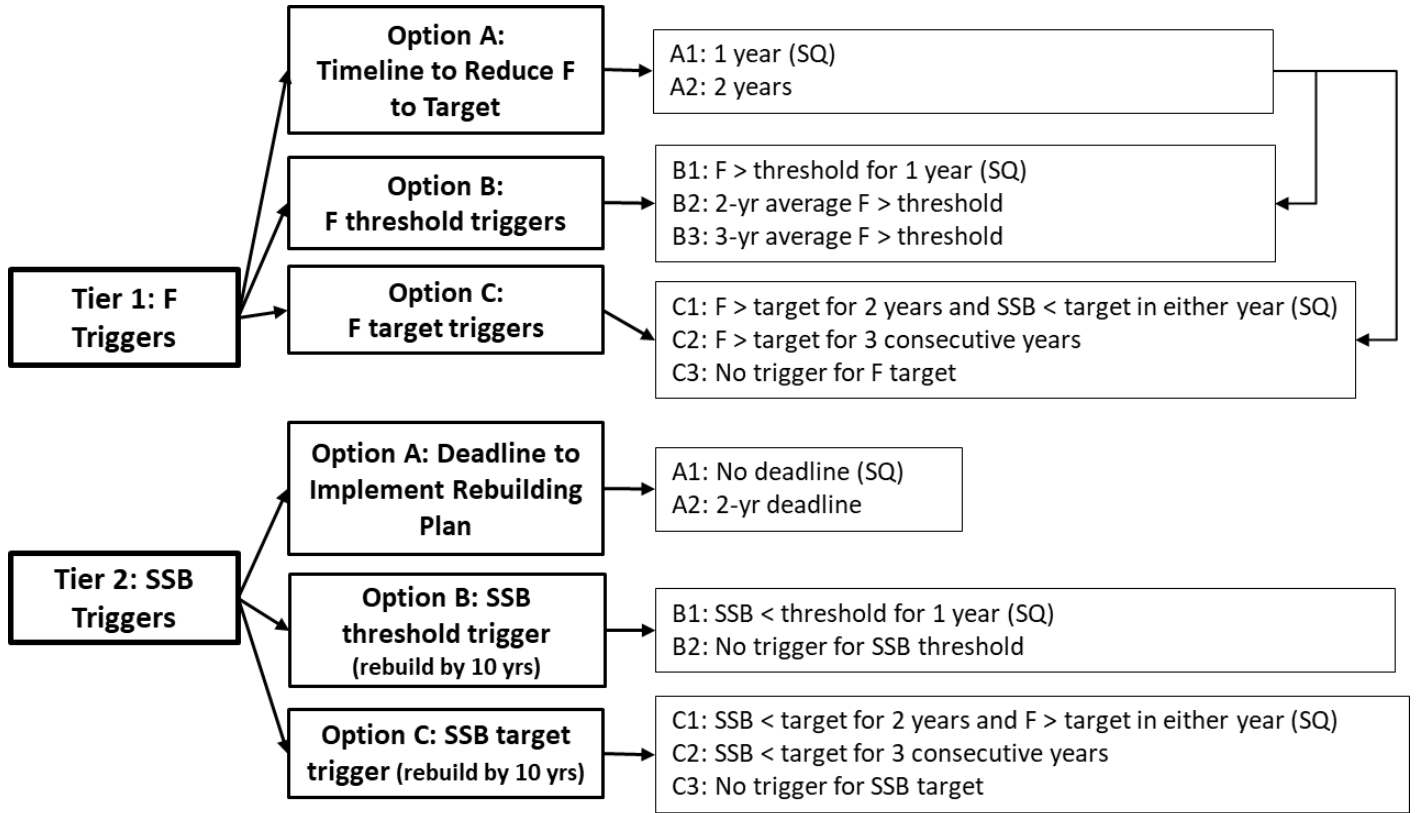 Tier 1: F
Triggers
Option A:
Timeline to Reduce F
to Target
A1: 1 year (SQ)
A2: 2 years
Option B:
F threshold triggers
B1: F > threshold for 1 year (SQ)
B2: 2-yr average F > threshold
B3: 3-yr average F > threshold
Option C:
F target triggers
C1: F > target for 2 years and SSB < target in either year (SQ)
C2: F > target for 3 consecutive years
C3: No trigger for F target
Tier 2: SSB
Triggers
Option A: Deadline to
Implement Rebuilding
Plan
A1: No deadline (SQ)
A2: 2-yr deadline
Option B: SSB
threshold trigger
(rebuild by 10 yrs)
B1: SSB < threshold for 1 year (SQ)
B2: No trigger for SSB threshold
Option C: SSB target
trigger (rebuild by 10 yrs)
C1: SSB < target for 2 years and F > target in either year (SQ)
C2: SSB < target for 3 consecutive years
C3: No trigger for SSB target